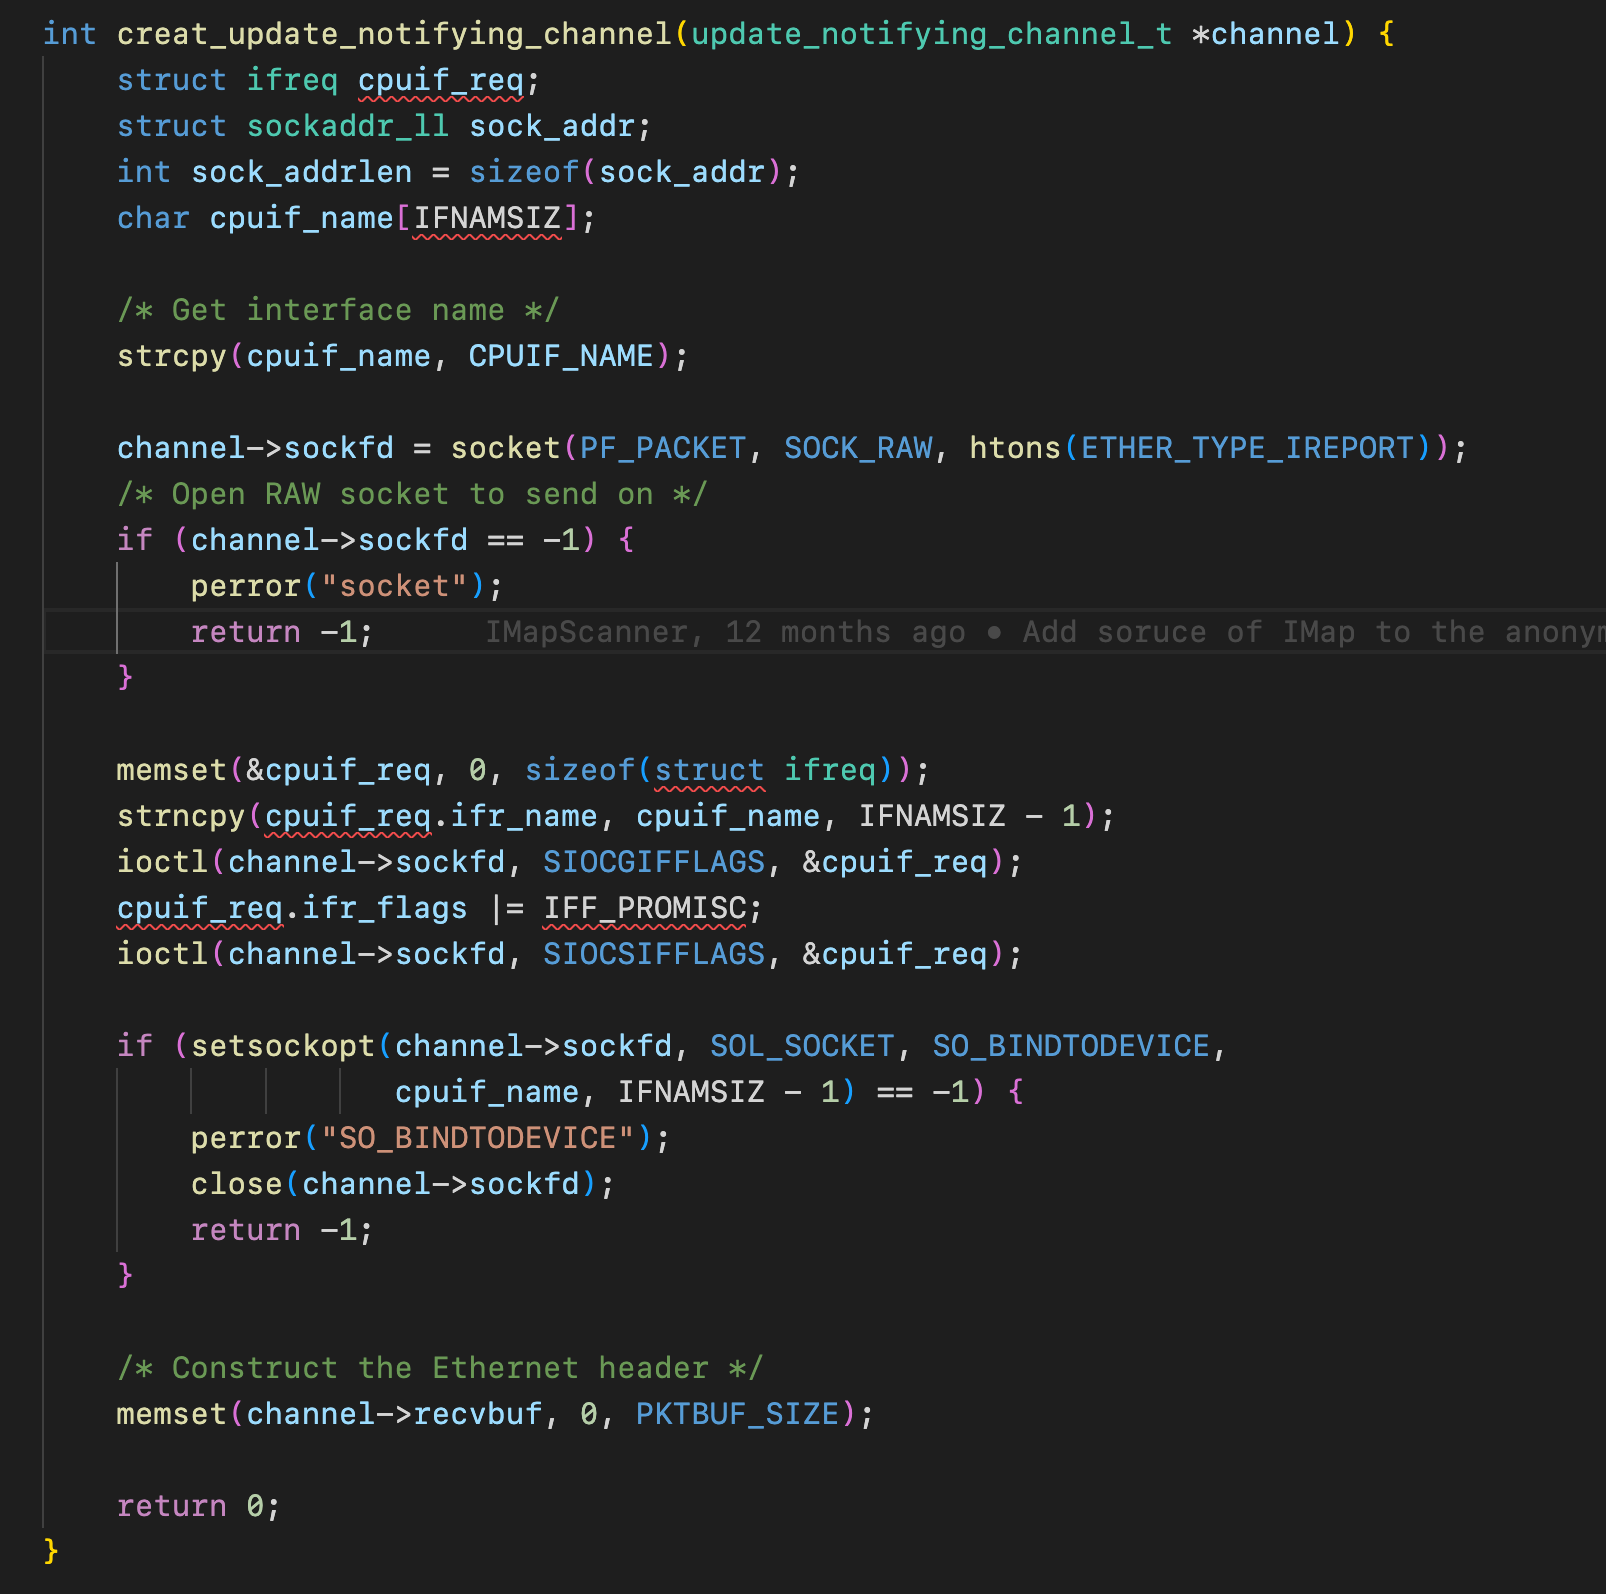 int creat_update_notifying_channel(update_notifying_channel_t *channel) {
    struct ifreq cpuif_req;
    struct sockaddr_ll sock_addr;
    int sock_addrlen = sizeof(sock_addr);
    char cpuif_name[IFNAMSIZ];

    /* Get interface name */
    strcpy(cpuif_name, CPUIF_NAME);

    channel->sockfd = socket(PF_PACKET, SOCK_RAW, htons(ETHER_TYPE_IREPORT));
    /* Open RAW socket to send on */
    if (channel->sockfd == -1) {
        perror("socket");
        return -1;      IMapScanner, 12 months ago • Add soruce of IMap to the anonym
    }

    memset(&cpuif_req, 0, sizeof(struct ifreq));
    strncpy(cpuif_req.ifr_name, cpuif_name, IFNAMSIZ - 1);
    ioctl(channel->sockfd, SIOCGIFFLAGS, &cpuif_req);
    cpuif_req.ifr_flags |= IFF_PROMISC;
    ioctl(channel->sockfd, SIOCSIFFLAGS, &cpuif_req);

    if (setsockopt(channel->sockfd, SOL_SOCKET, SO_BINDTODEVICE,
                   cpuif_name, IFNAMSIZ - 1) == -1) {
        perror("SO_BINDTODEVICE");
        close(channel->sockfd);
        return -1;
    }

    /* Construct the Ethernet header */
    memset(channel->recvbuf, 0, PKTBUF_SIZE);

    return 0;
}